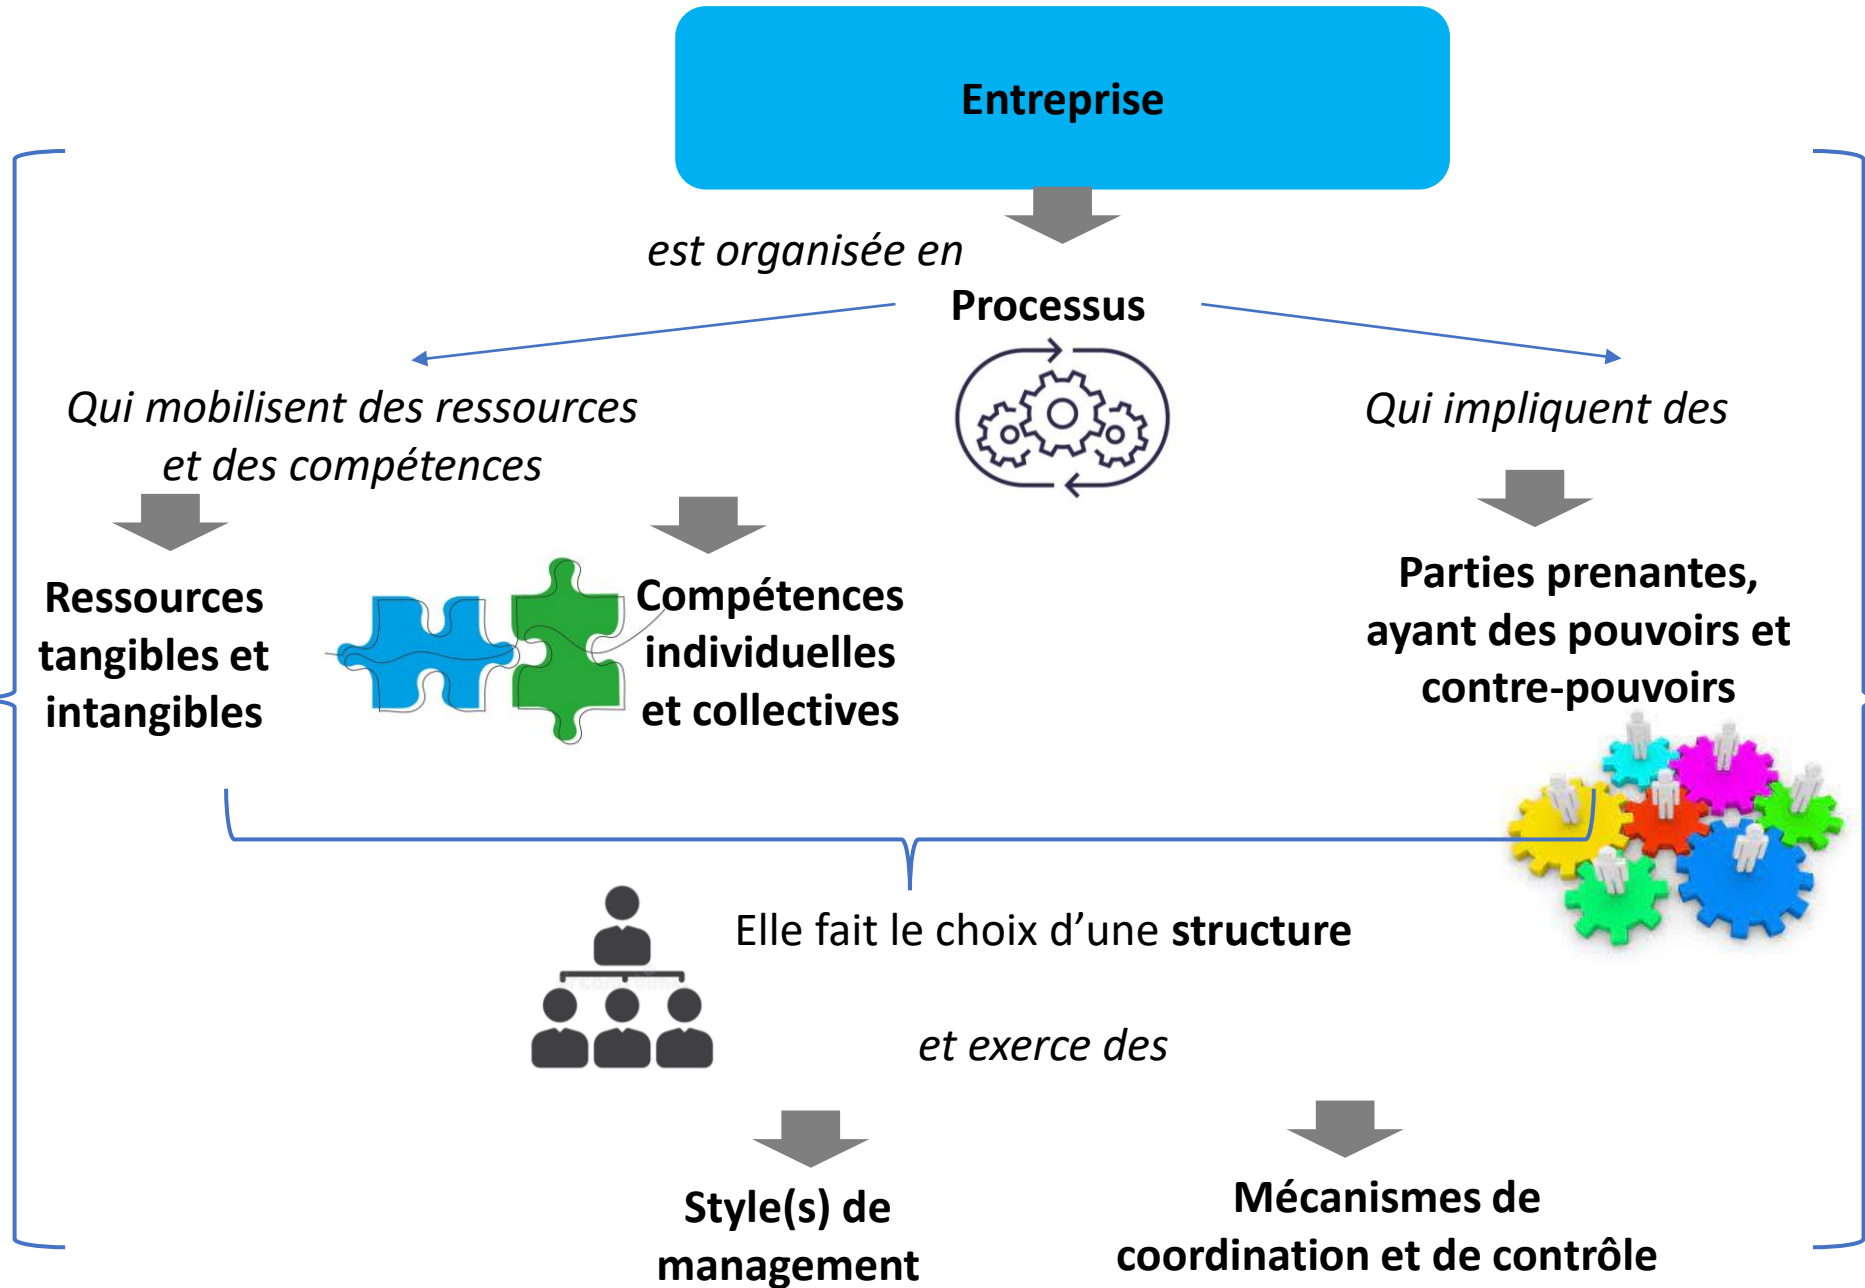 Entreprise
est organisée en
Processus
Qui mobilisent des ressources
et des compétences
Qui impliquent des
Ressources
tangibles et
intangibles
Compétences
individuelles
et collectives
Parties prenantes,
ayant des pouvoirs et
contre-pouvoirs
Elle fait le choix d’une structure
et exerce des
Style(s) de
management
Mécanismes de
coordination et de contrôle